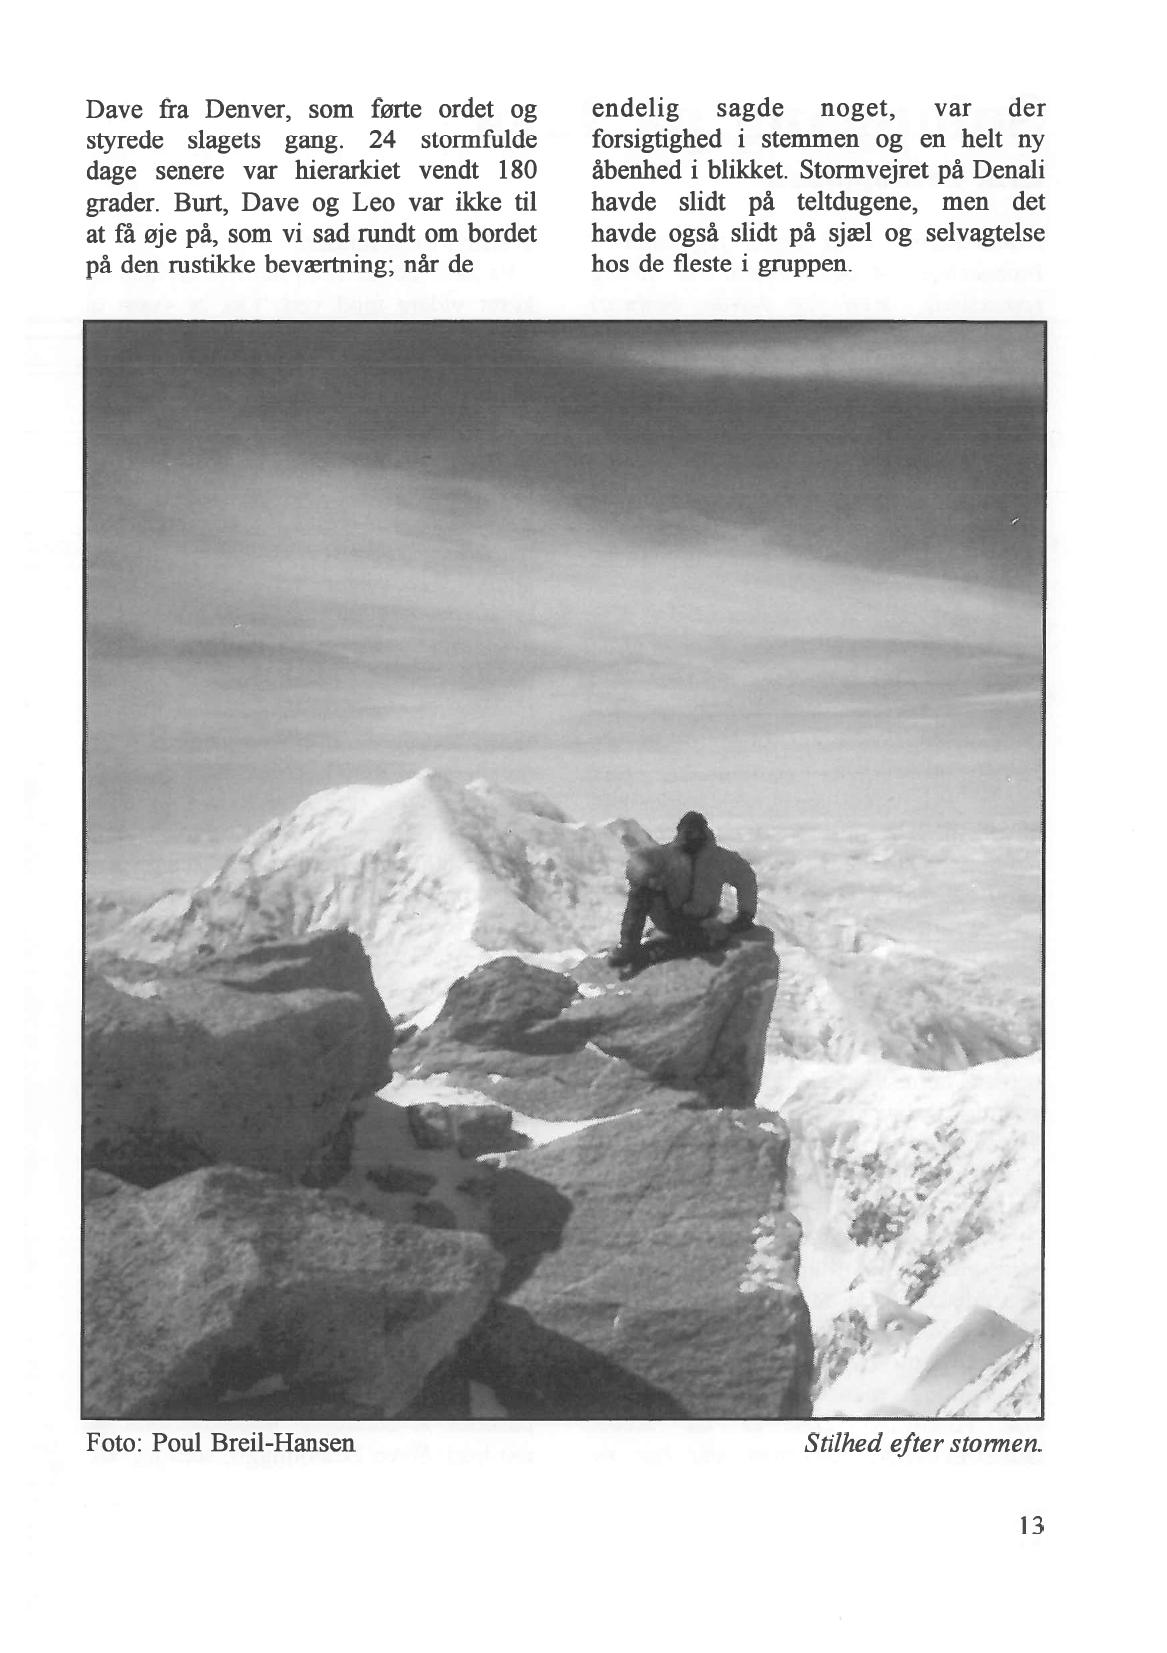 Dave fra Denver, som førte ordet og
styrede slagets gang. 24 stormfulde
dage senere var hierarkiet vendt 180
grader. Burt, Dave og Leo var ikke til
at få øje på, som vi sad rundt om bordet
på den rustikke beværtning; når de
endelig sagde noget, var der
forsigtighed i stemmen og en helt ny
åbenhed i blikket. Stormvejret på Denali
havde slidt på teltdugene, men det
havde også slidt på sjæl og selvagtelse
hos de fleste i gruppen.
Foto: Poul Breil-Hansen
Stilhed efter stormen.
13